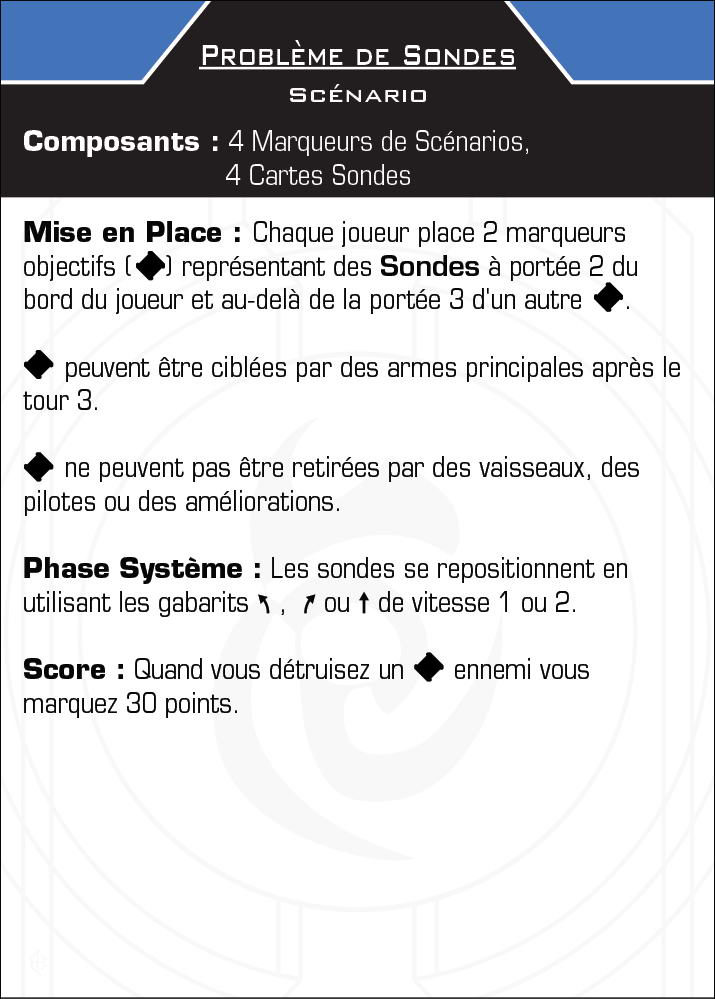 Problème de Sondes
Scénario
Composants : 4 Marqueurs de Scénarios,
4 Cartes Sondes
Mise en Place : Chaque joueur place 2 marqueurs
objectifs (◆) représentant des Sondes à portée 2 du
bord du joueur et au-delà de la portée 3 d'un autre ◆.
◆ peuvent être ciblées par des armes principales après le
tour 3.
◆ ne peuvent pas être retirées par des vaisseaux, des
pilotes ou des améliorations.
Phase Système : Les sondes se repositionnent en
utilisant les gabarits ↖, ↗ ou ↑ de vitesse 1 ou 2.
Score : Quand vous détruisez un ◆ ennemi vous
marquez 30 points.